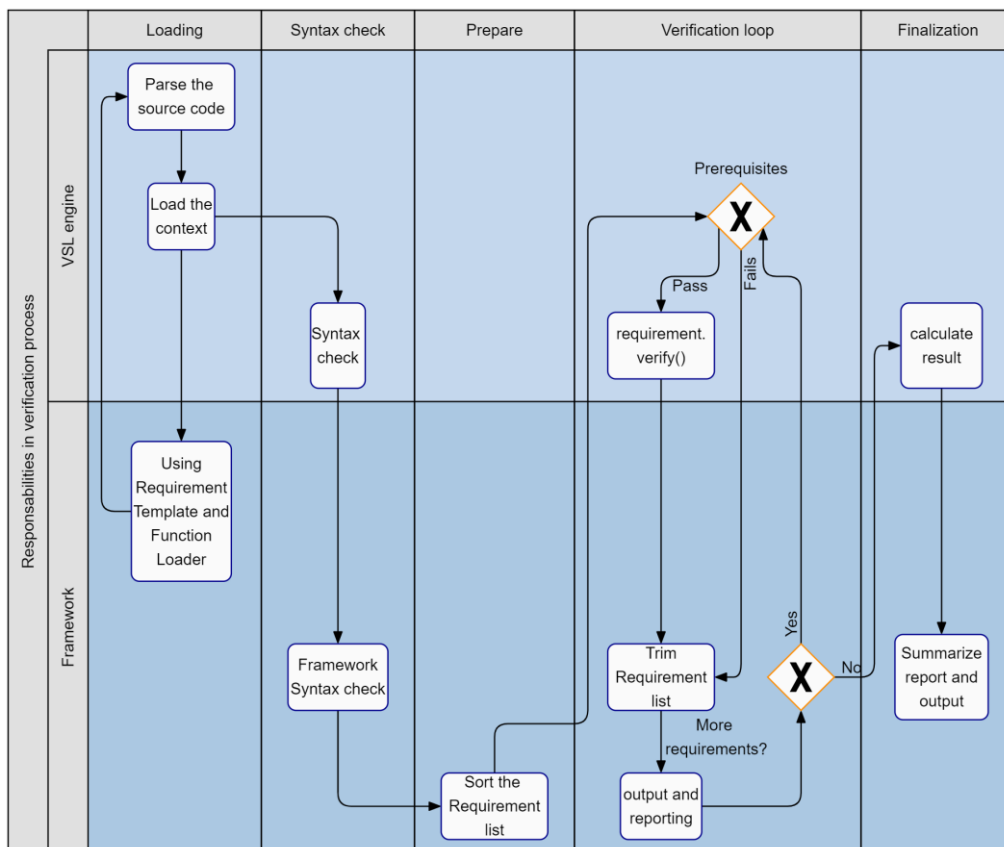 Loading
Syntax check
Prepare
Verification loop
Finalization
Responsabilities in verification process
VSL engine
Parse the
source code
Load the
context
Syntax
check
Prerequisites
X
Pass
Fails
requirement.
verify()
calculate
result
Framework
Using
Requirement
Template and
Function
Loader
Framework
Syntax check
Sort the
Requirement
list
Trim
Requirement
list
More
requirements?
output and
reporting
Yes
X
No
Summarize
report and
output